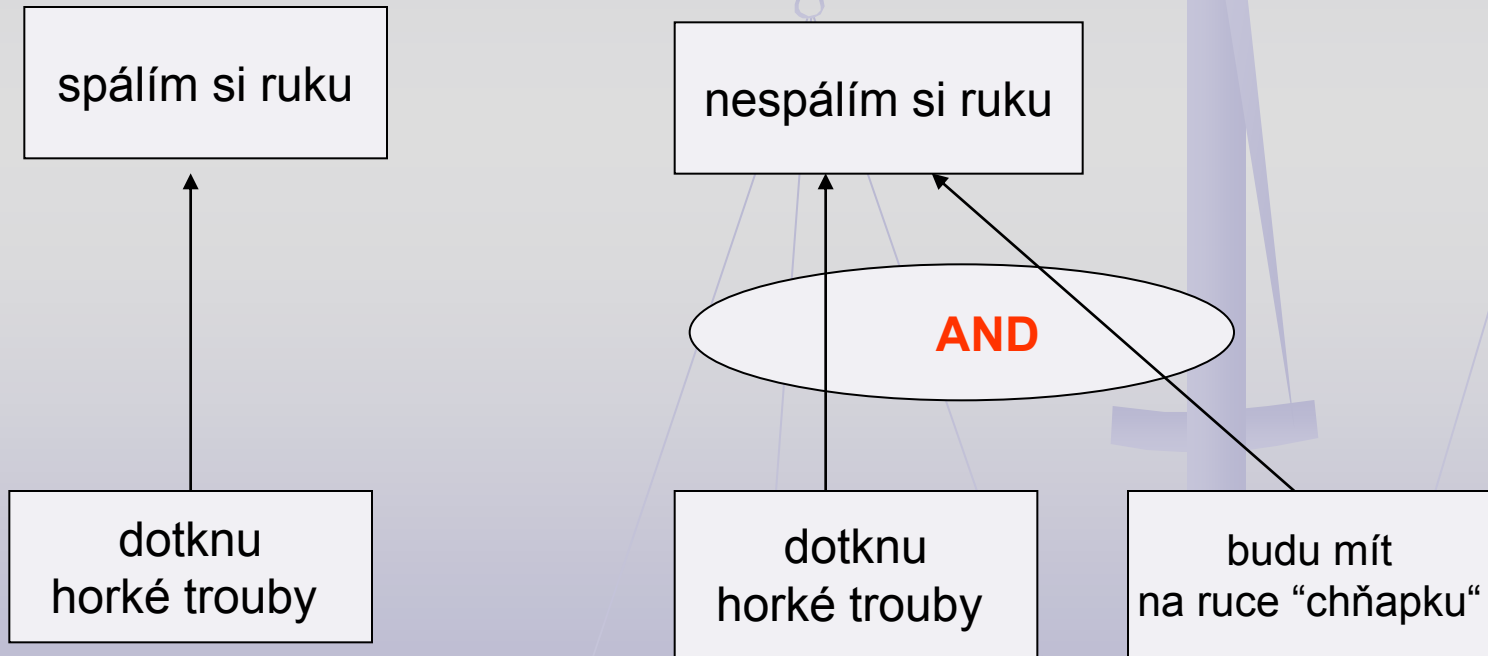 spálím si ruku
nespálím si ruku
AND
dotknu
horké trouby
dotknu
horké trouby
budu mít
na ruce “chňapku“